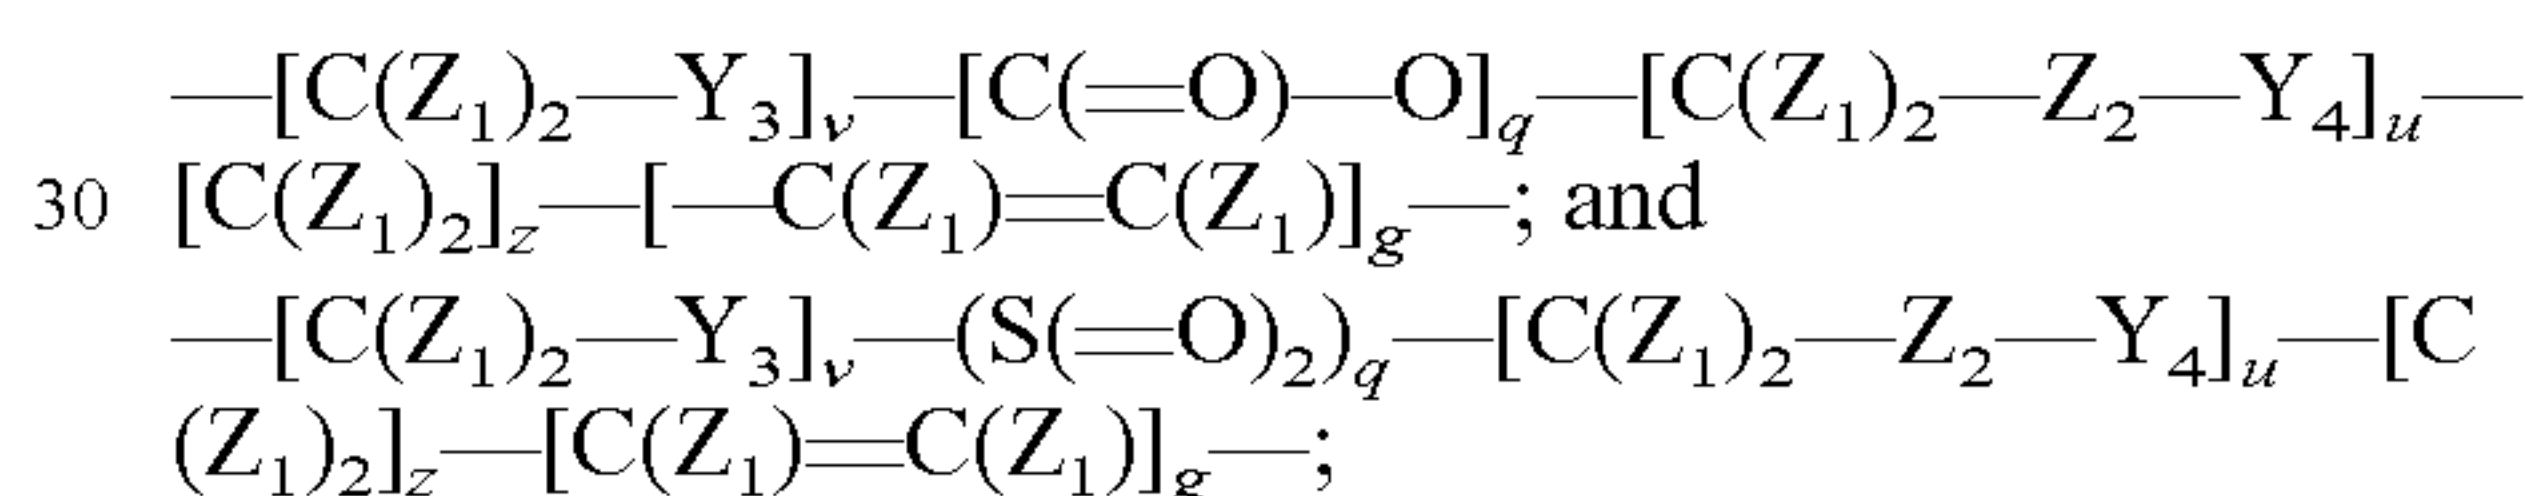 —[C(Z₁)₂—Y₃]ᵥ—[C(=O)—O]q—[C(Z₁)₂—Z₂—Y₄]ᵤ—
30 [C(Z₁)₂]z—[—C(Z₁)=C(Z₁)]g—; and
—[C(Z₁)₂—Y₃]ᵥ—(S(=O)₂)q—[C(Z₁)₂—Z₂—Y₄]ᵤ—[C
(Z₁)₂]z—[C(Z₁)=C(Z₁)]g—;